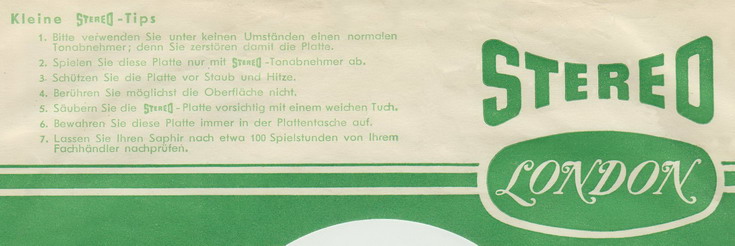 Kleine STEREO-Tips
1. Bitte verwenden Sie unter keinen Umständen einen normalen
Tonabnehmer; denn Sie zerstören damit die Platte.
2. Spielen Sie diese Platte nur mit STEREO-Tonabnehmer ab.
3. Schützen Sie die Platte vor Staub und Hitze.
4. Berühren Sie möglichst die Oberfläche nicht.
5. Säubern Sie die STEREO-Platte vorsichtig mit einem weichen Tuch.
6. Bewahren Sie diese Platte immer in der Plattentasche auf.
7. Lassen Sie Ihren Saphir nach etwa 100 Spielstunden von Ihrem
Fachhändler nachprüfen.
STEREO
LONDON